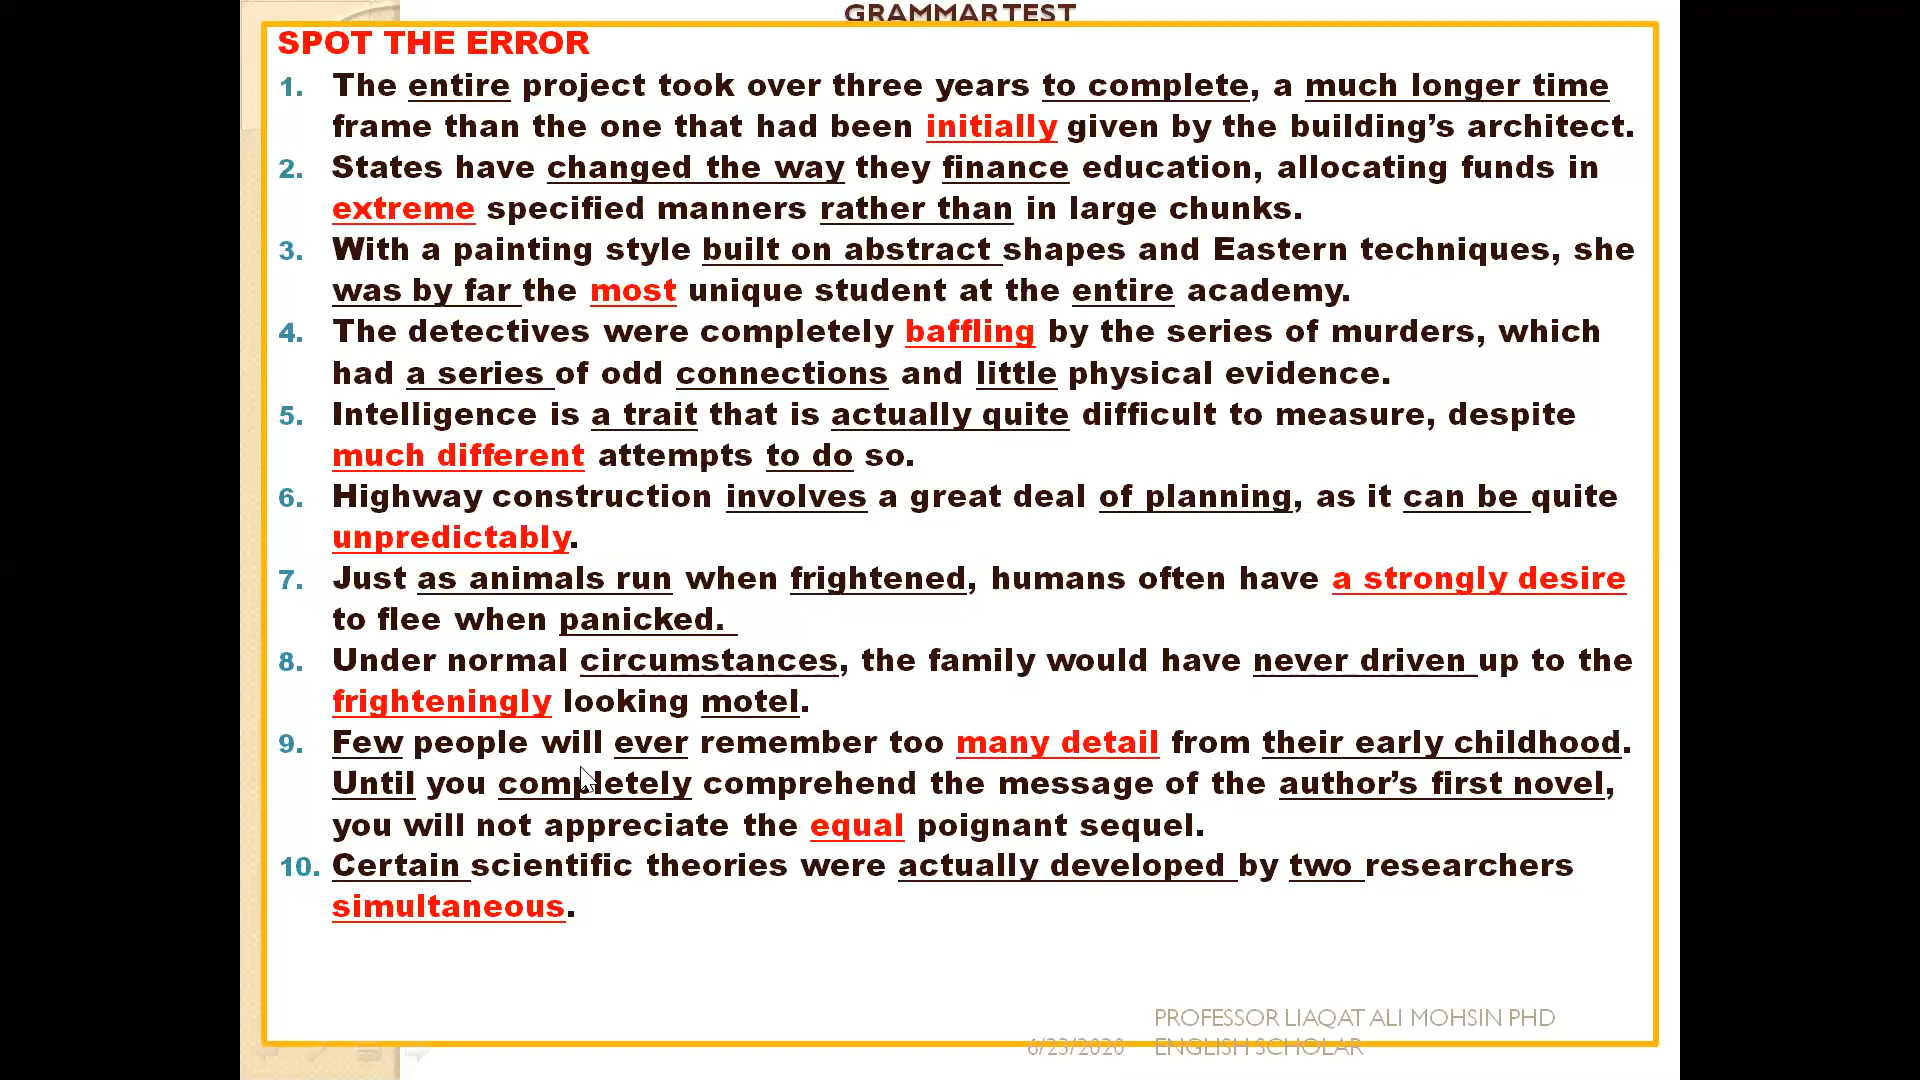 GRAMMAR TEST
SPOT THE ERROR
1. The entire project took over three years to complete, a much longer time
frame than the one that had been initially given by the building’s architect.
2. States have changed the way they finance education, allocating funds in
extreme specified manners rather than in large chunks.
3. With a painting style built on abstract shapes and Eastern techniques, she
was by far the most unique student at the entire academy.
4. The detectives were completely baffling by the series of murders, which
had a series of odd connections and little physical evidence.
5. Intelligence is a trait that is actually quite difficult to measure, despite
much different attempts to do so.
6. Highway construction involves a great deal of planning, as it can be quite
unpredictably.
7. Just as animals run when frightened, humans often have a strongly desire
to flee when panicked.
8. Under normal circumstances, the family would have never driven up to the
frighteningly looking motel.
9. Few people will ever remember too many detail from their early childhood.
Until you completely comprehend the message of the author’s first novel,
you will not appreciate the equal poignant sequel.
10. Certain scientific theories were actually developed by two researchers
simultaneous.
PROFESSOR LIAQAT ALI MOHSIN PHD
6/23/2020 ENGLISH SCHOLAR